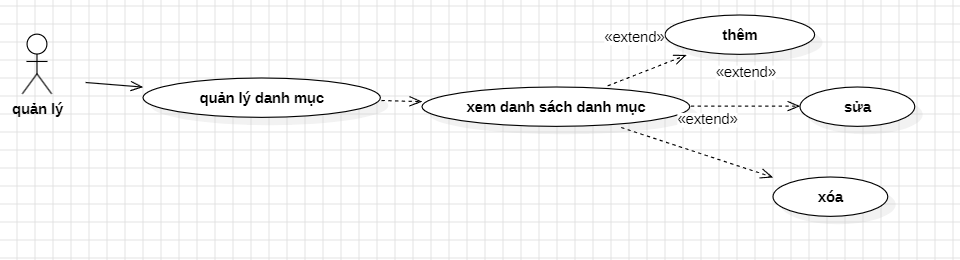 «extend»
thêm
«extend»
quản lý
quản lý danh mục
xem danh sách danh mục
sửa
«extend»
xóa